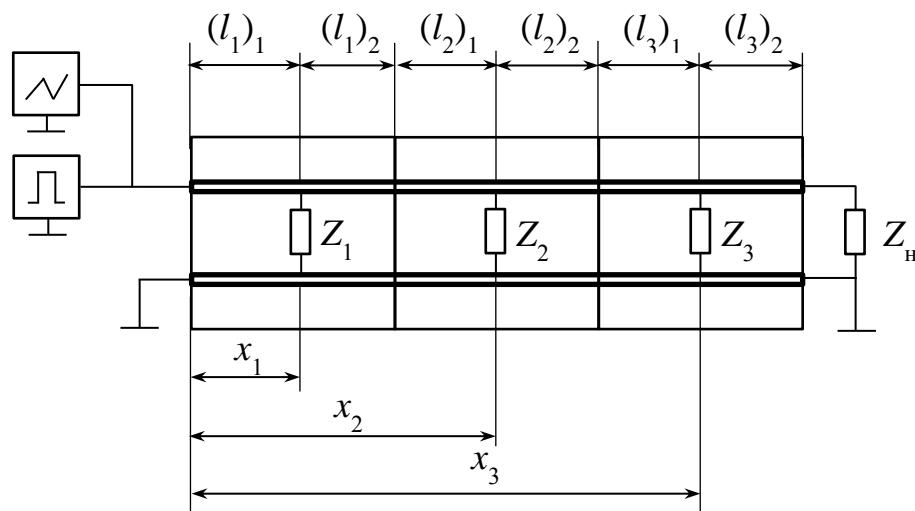 (l₁)₁ (l₁)₂ (l₂)₁ (l₂)₂ (l₃)₁ (l₃)₂
Z₁ Z₂ Z₃ Zн
x₁
x₂
x₃